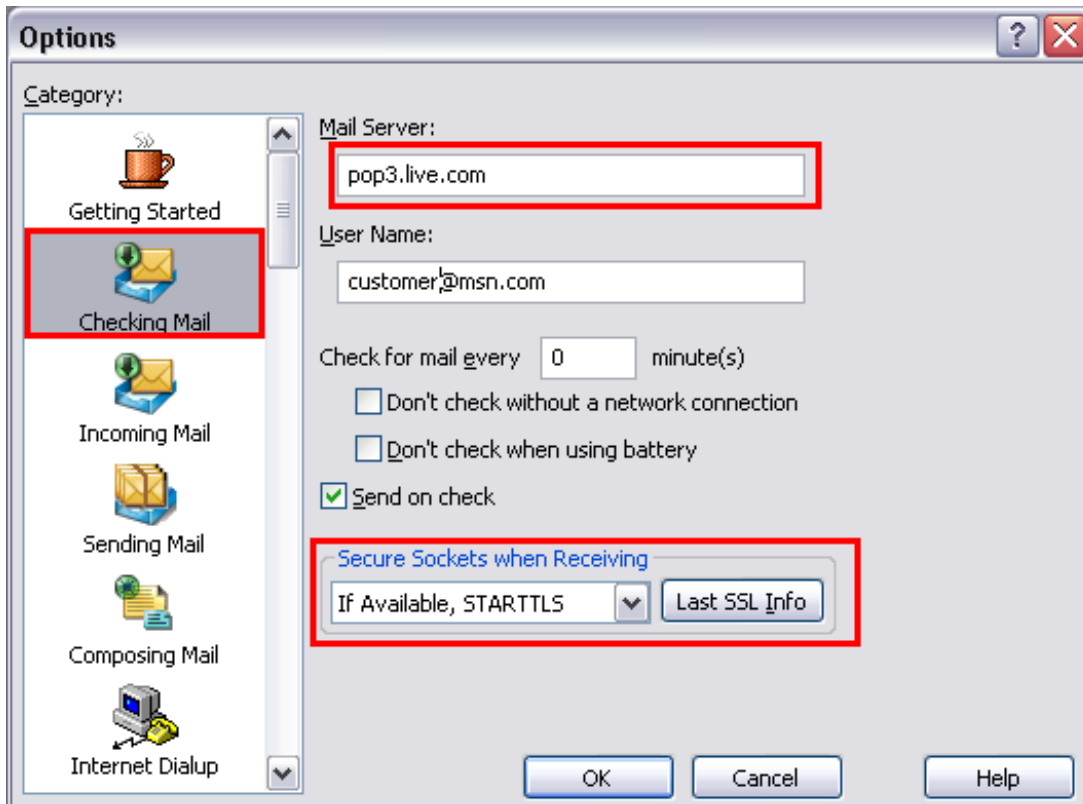 Options
?
Category:
Getting Started
Checking Mail
Incoming Mail
Sending Mail
Composing Mail
Internet Dialup
Mail Server:
pop3.live.com
User Name:
customer@msn.com
Check for mail every 0 minute(s)
Don't check without a network connection
Don't check when using battery
Send on check
Secure Sockets when Receiving
If Available, STARTTLS
Last SSL Info
OK
Cancel
Help